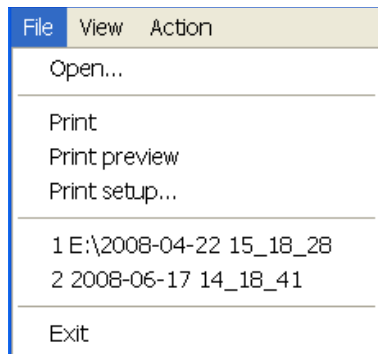 File View Action
Open...
Print
Print preview
Print setup...
1 E:\2008-04-22 15_18_28
2 2008-06-17 14_18_41
Exit